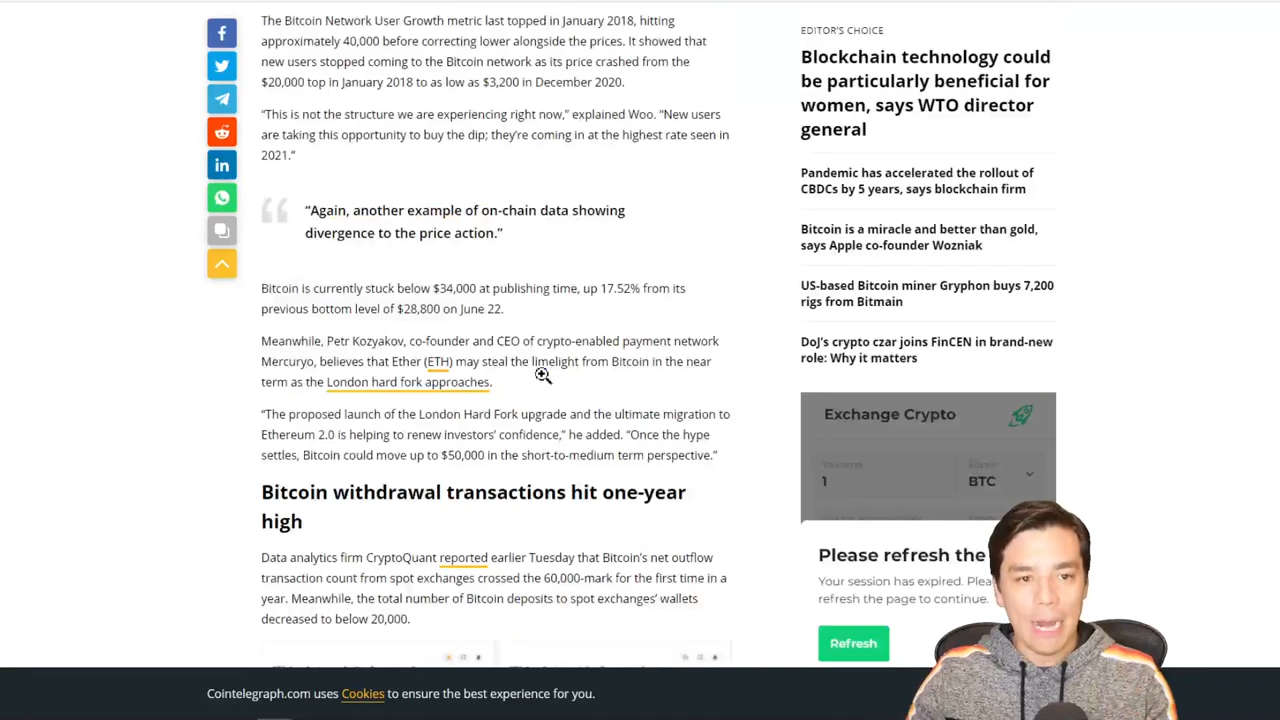 The Bitcoin Network User Growth metric last topped in January 2018, hitting
approximately 40,000 before correcting lower alongside the prices. It showed that
new users stopped coming to the Bitcoin network as its price crashed from the
$20,000 top in January 2018 to as low as $3,200 in December 2020.
“This is not the structure we are experiencing right now,” explained Woo. “New users
are taking this opportunity to buy the dip; they’re coming in at the highest rate seen in
2021.”
“Again, another example of on-chain data showing
divergence to the price action.”
Bitcoin is currently stuck below $34,000 at publishing time, up 17.52% from its
previous bottom level of $28,800 on June 22.
Meanwhile, Petr Kozyakov, co-founder and CEO of crypto-enabled payment network
Mercuryo, believes that Ether (ETH) may steal the limelight from Bitcoin in the near
term as the London hard fork approaches.
“The proposed launch of the London Hard Fork upgrade and the ultimate migration to
Ethereum 2.0 is helping to renew investors’ confidence,” he added. “Once the hype
settles, Bitcoin could move up to $50,000 in the short-to-medium term perspective.”
Bitcoin withdrawal transactions hit one-year
high
Data analytics firm CryptoQuant reported earlier Tuesday that Bitcoin’s net outflow
transaction count from spot exchanges crossed the 60,000-mark for the first time in a
year. Meanwhile, the total number of Bitcoin deposits to spot exchanges’ wallets
decreased to below 20,000.
EDITOR’S CHOICE
Blockchain technology could
be particularly beneficial for
women, says WTO director
general
Pandemic has accelerated the rollout of
CBDCs by 5 years, says blockchain firm
Bitcoin is a miracle and better than gold,
says Apple co-founder Wozniak
US-based Bitcoin miner Gryphon buys 7,200
rigs from Bitmain
DoJ’s crypto czar joins FinCEN in brand-new
role: Why it matters
Exchange Crypto
1
BTC
Please refresh the
Your session has expired. Plea
refresh the page to continue.
Refresh
Cointelegraph.com uses Cookies to ensure the best experience for you.